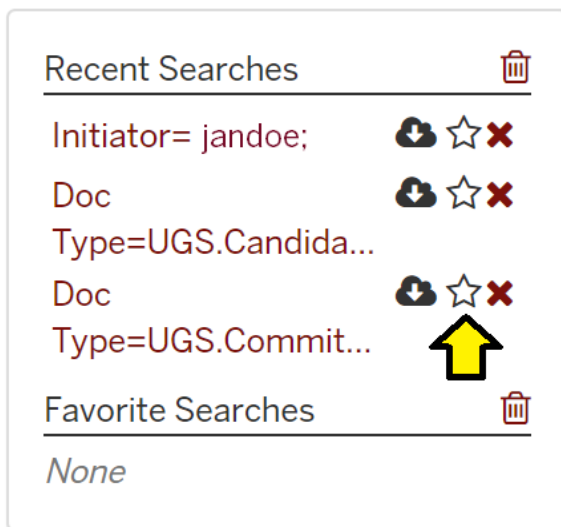 Recent Searches
Initiator= jandoe;
Doc
Type=UGS.Candida...
Doc
Type=UGS.Commit...
Favorite Searches
None